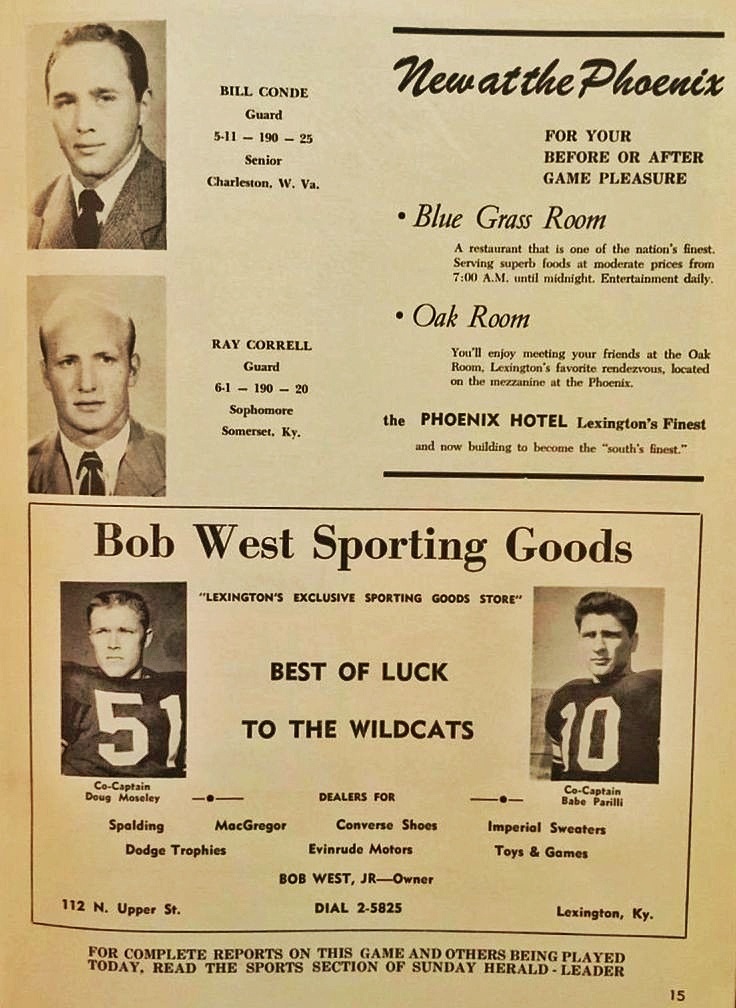 BILL CONDE
Guard
5-11 — 190 — 25
Senior
Charleston, W. Va.
RAY CORRELL
Guard
6-1 — 190 — 20
Sophomore
Somerset, Ky.
New at the Phoenix
FOR YOUR
BEFORE OR AFTER
GAME PLEASURE
• Blue Grass Room
A restaurant that is one of the nation's finest.
Serving superb foods at moderate prices from
7:00 A.M. until midnight. Entertainment daily.
• Oak Room
You'll enjoy meeting your friends at the Oak
Room, Lexington's favorite rendezvous, located
on the mezzanine at the Phoenix.
the PHOENIX HOTEL Lexington's Finest
and now building to become the "south's finest."
Bob West Sporting Goods
"LEXINGTON'S EXCLUSIVE SPORTING GOODS STORE"
BEST OF LUCK
TO THE WILDCATS
51
10
Co-Captain
Doug Moseley
Co-Captain
Babe Parilli
DEALERS FOR
Spalding MacGregor Converse Shoes Imperial Sweaters
Dodge Trophies Evinrude Motors Toys & Games
BOB WEST, JR—Owner
112 N. Upper St. DIAL 2-5825 Lexington, Ky.
FOR COMPLETE REPORTS ON THIS GAME AND OTHERS BEING PLAYED
TODAY, READ THE SPORTS SECTION OF SUNDAY HERALD - LEADER
15